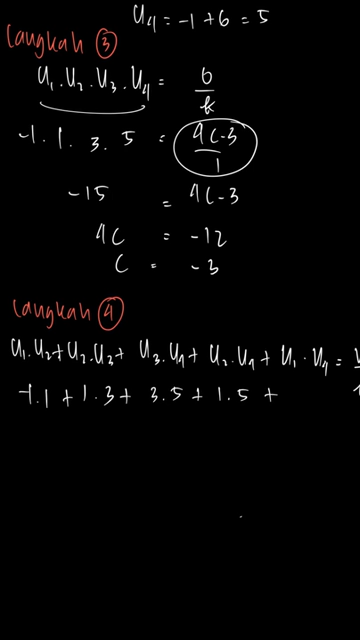 U₄ = -1 + 6 = 5
Langkah ③
U₁ . U₂ . U₃ . U₄ = 6/k
-1 . 1 . 3 . 5 = 4c-3/1
-15 = 4c-3
4c = -12
c = -3
Langkah ④
U₁.U₂ + U₂.U₃ + U₃.U₄ + U₂.U₄ + U₁.U₄ =
-1.1 + 1.3 + 3.5 + 1.5 +